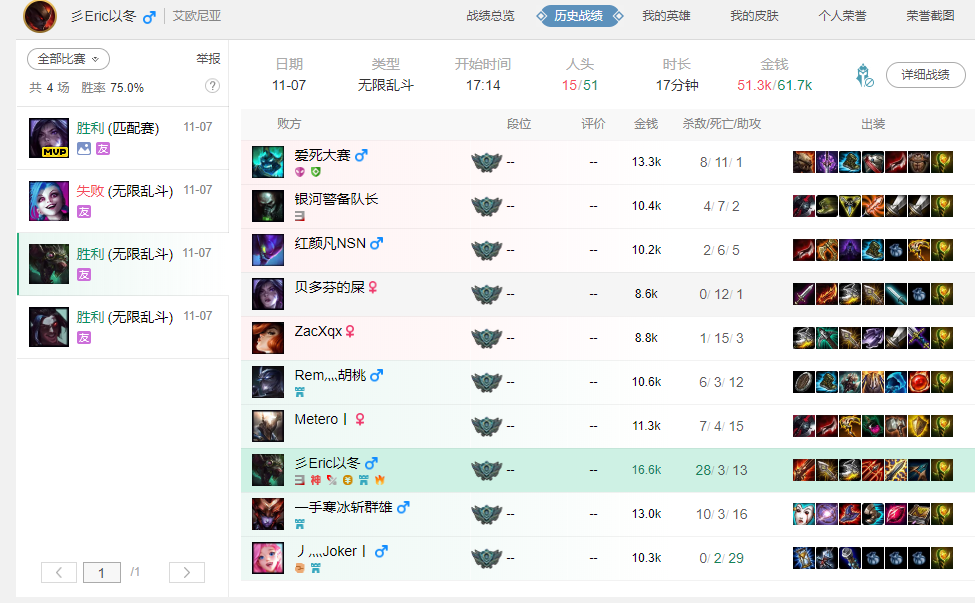 彡Eric以冬 艾欧尼亚 战绩总览 历史战绩 我的英雄 我的皮肤 个人荣誉 荣誉截图
全部比赛 举报
共 4 场 胜率 75.0% ?
胜利 (匹配赛) 11-07
MVP 友
失败 (无限乱斗) 11-07
友
胜利 (无限乱斗) 11-07
友
胜利 (无限乱斗) 11-07
友
1 /1
日期 类型 开始时间 人头 时长 金钱
11-07 无限乱斗 17:14 15/51 17分钟 51.3k/61.7k 详细战绩
败方 段位 评价 金钱 杀敌/死亡/助攻 出装
爱死大赛 -- -- 13.3k 8/ 11/ 1
银河警备队长 -- -- 10.4k 4/ 7/ 2
红颜凡NSN -- -- 10.2k 2/ 6/ 5
贝多芬的屎 -- -- 8.6k 0/ 12/ 1
ZacXqx -- -- 8.8k 1/ 15/ 3
Rem灬胡桃 -- -- 10.6k 6/ 3/ 12
Metero丨 -- -- 11.3k 7/ 4/ 15
彡Eric以冬 -- -- 16.6k 28/ 3/ 13
神
一手寒冰斩群雄 -- -- 13.0k 10/ 3/ 16
丿灬Joker丨 -- -- 10.3k 0/ 2/ 29